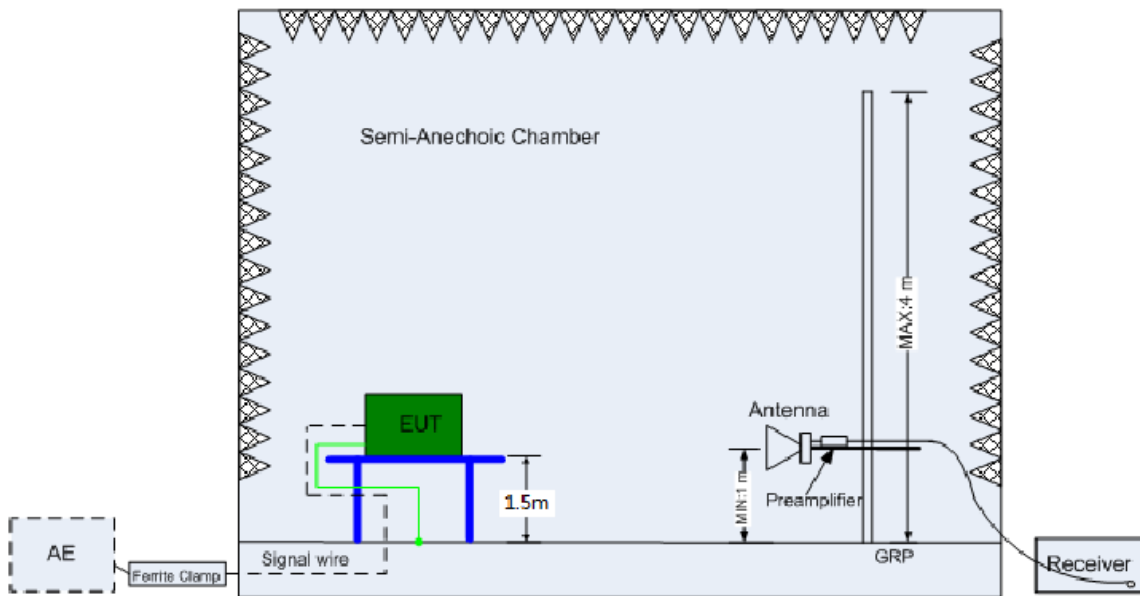 Semi-Anechoic Chamber
MAX:4 m
EUT
Antenna
1.5m
MIN:1 m
Preamplifier
AE
Ferrite Clamp
Signal wire
GRP
Receiver